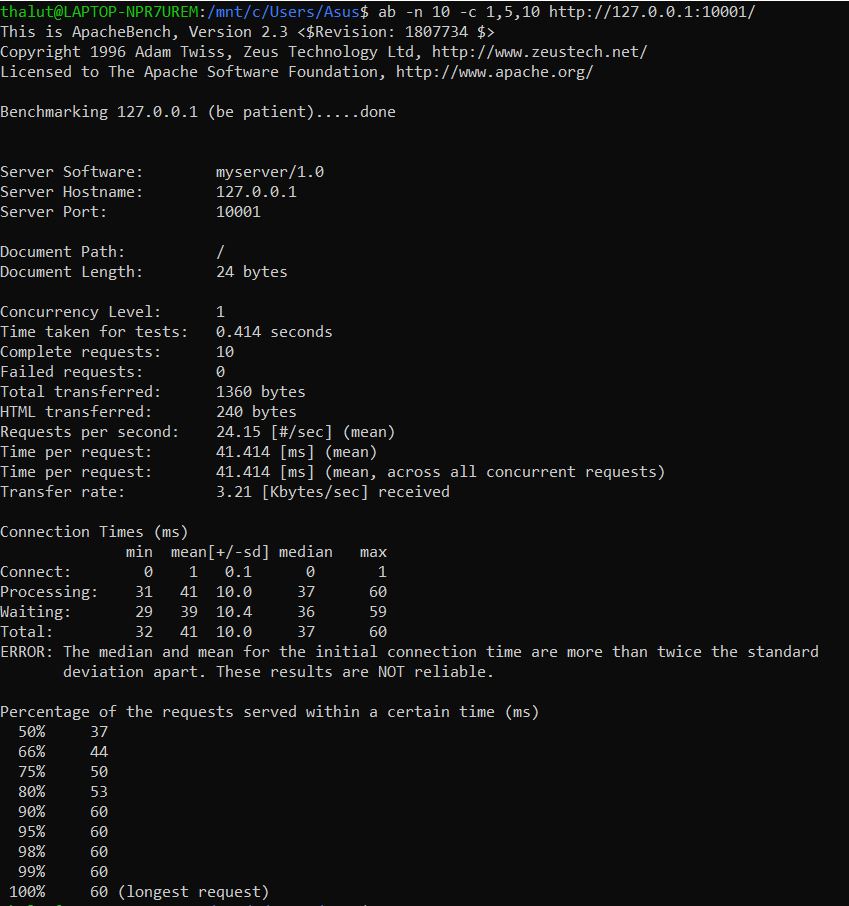 thalut@LAPTOP-NPR7UREM:/mnt/c/Users/Asus$ ab -n 10 -c 1,5,10 http://127.0.0.1:10001/
This is ApacheBench, Version 2.3 <$Revision: 1807734 $>
Copyright 1996 Adam Twiss, Zeus Technology Ltd, http://www.zeustech.net/
Licensed to The Apache Software Foundation, http://www.apache.org/

Benchmarking 127.0.0.1 (be patient).....done


Server Software:        myserver/1.0
Server Hostname:        127.0.0.1
Server Port:            10001

Document Path:          /
Document Length:        24 bytes

Concurrency Level:      1
Time taken for tests:   0.414 seconds
Complete requests:      10
Failed requests:        0
Total transferred:      1360 bytes
HTML transferred:       240 bytes
Requests per second:    24.15 [#/sec] (mean)
Time per request:       41.414 [ms] (mean)
Time per request:       41.414 [ms] (mean, across all concurrent requests)
Transfer rate:          3.21 [Kbytes/sec] received

Connection Times (ms)
              min  mean[+/-sd] median   max
Connect:        0    1   0.1      0       1
Processing:    31   41  10.0     37      60
Waiting:       29   39  10.4     36      59
Total:         32   41  10.0     37      60
ERROR: The median and mean for the initial connection time are more than twice the standard
       deviation apart. These results are NOT reliable.

Percentage of the requests served within a certain time (ms)
  50%     37
  66%     44
  75%     50
  80%     53
  90%     60
  95%     60
  98%     60
  99%     60
 100%     60 (longest request)